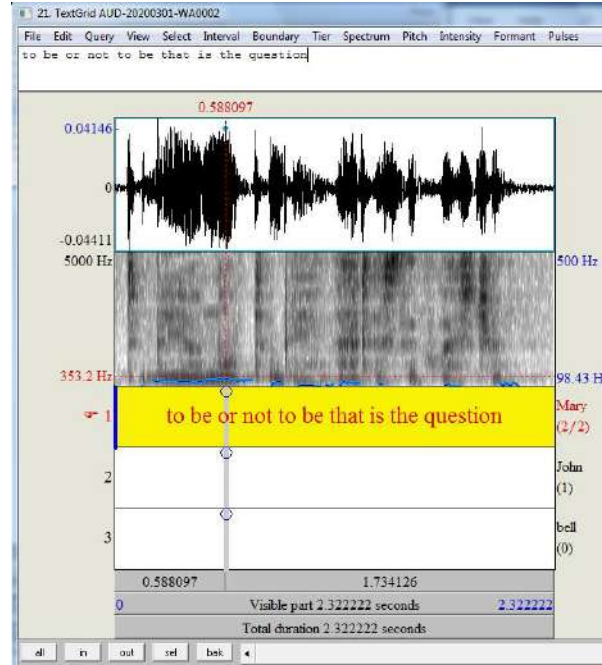 21. TextGrid AUD-20200301-WA0002
File Edit Query View Select Interval Boundary Tier Spectrum Pitch Intensity Formant Pulses
to be or not to be that is the question
0.588097
0.04146
0
-0.04411
5000 Hz
500 Hz
353.2 Hz
98.43 H
1
to be or not to be that is the question
Mary
(2/2)
2
John
(1)
3
bell
(0)
0.588097 1.734126
0 Visible part 2.322222 seconds 2.322222
Total duration 2.322222 seconds
all in out sel bak